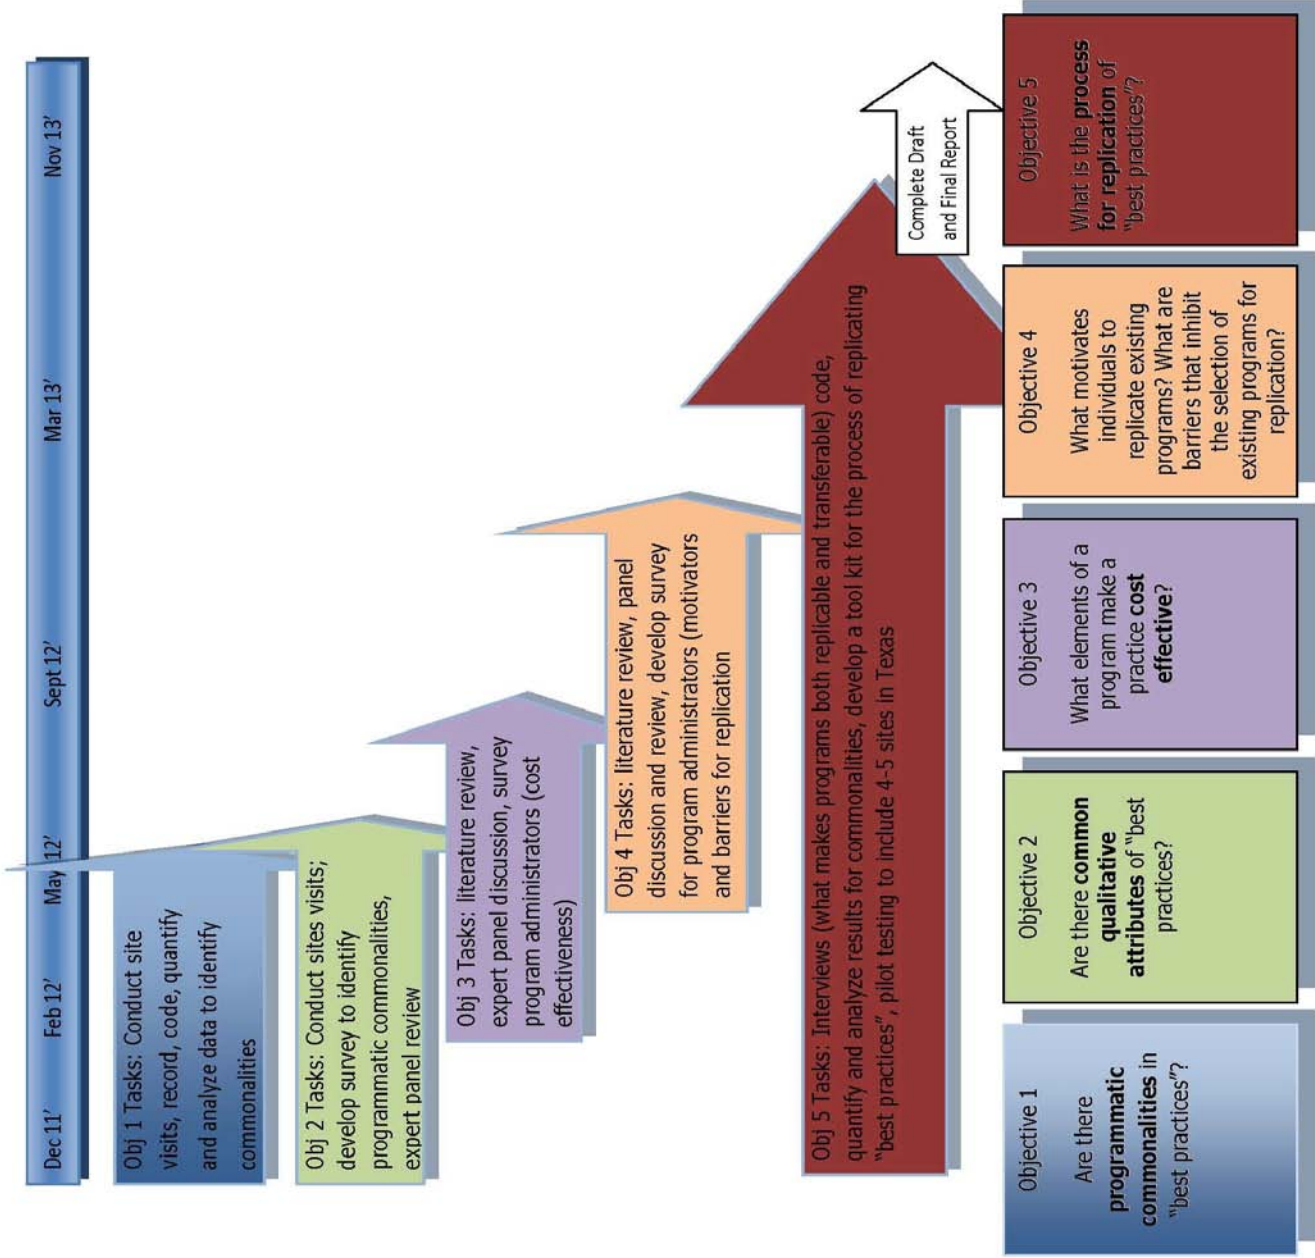 Dec 11' Feb 12' May 12' Sept 12' Mar 13' Nov 13'
Obj 1 Tasks: Conduct site
visits, record, code, quantify
and analyze data to identify
commonalities
Obj 2 Tasks: Conduct sites visits;
develop survey to identify
programmatic commonalities,
expert panel review
Obj 3 Tasks: literature review,
expert panel discussion, survey
program administrators (cost
effectiveness)
Obj 4 Tasks: literature review, panel
discussion and review, develop survey
for program administrators (motivators
and barriers for replication
Obj 5 Tasks: Interviews (what makes programs both replicable and transferable) code,
quantify and analyze results for commonalities, develop a tool kit for the process of replicating
"best practices", pilot testing to include 4-5 sites in Texas
Complete Draft
and Final Report
Objective 1
Are there
programmatic
commonalities in
"best practices"?
Objective 2
Are there common
qualitative
attributes of "best
practices?
Objective 3
What elements of a
program make a
practice cost
effective?
Objective 4
What motivates
individuals to
replicate existing
programs? What are
barriers that inhibit
the selection of
existing programs for
replication?
Objective 5
What is the process
for replication of
"best practices"?